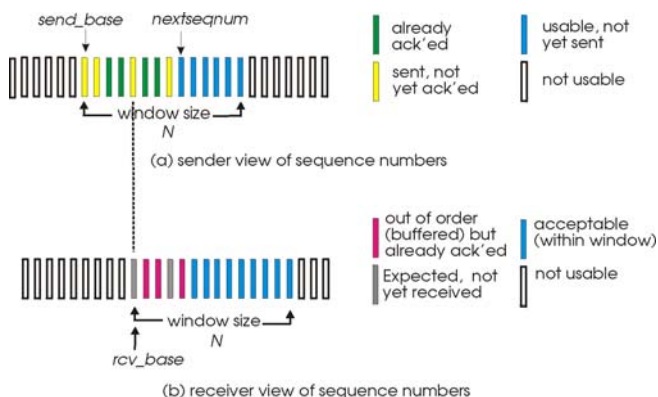 send_base
nextseqnum
already
ack'ed
usable, not
yet sent
sent, not
yet ack'ed
not usable
window size
N
(a) sender view of sequence numbers
out of order
(buffered) but
already ack'ed
acceptable
(within window)
Expected, not
yet received
not usable
window size
N
rcv_base
(b) receiver view of sequence numbers